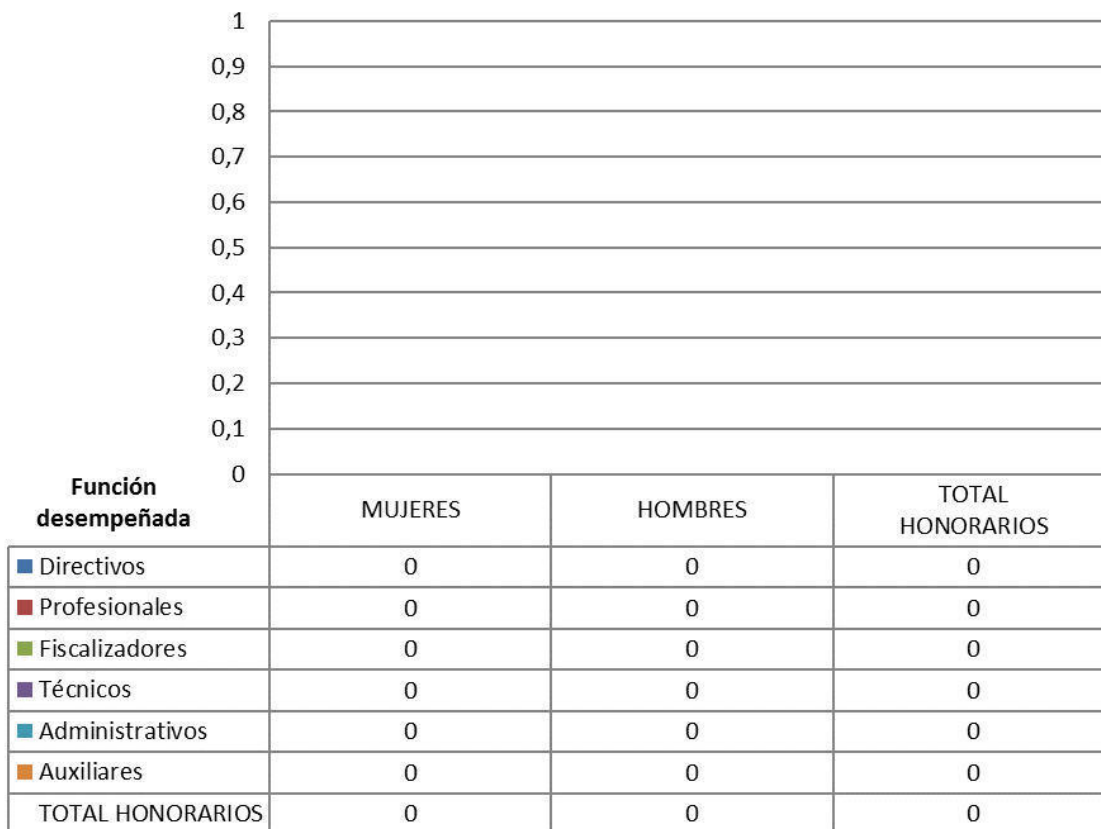 1
0,9
0,8
0,7
0,6
0,5
0,4
0,3
0,2
0,1
0
Función
desempeñada
MUJERES
HOMBRES
TOTAL
HONORARIOS
Directivos 0 0 0
Profesionales 0 0 0
Fiscalizadores 0 0 0
Técnicos 0 0 0
Administrativos 0 0 0
Auxiliares 0 0 0
TOTAL HONORARIOS 0 0 0